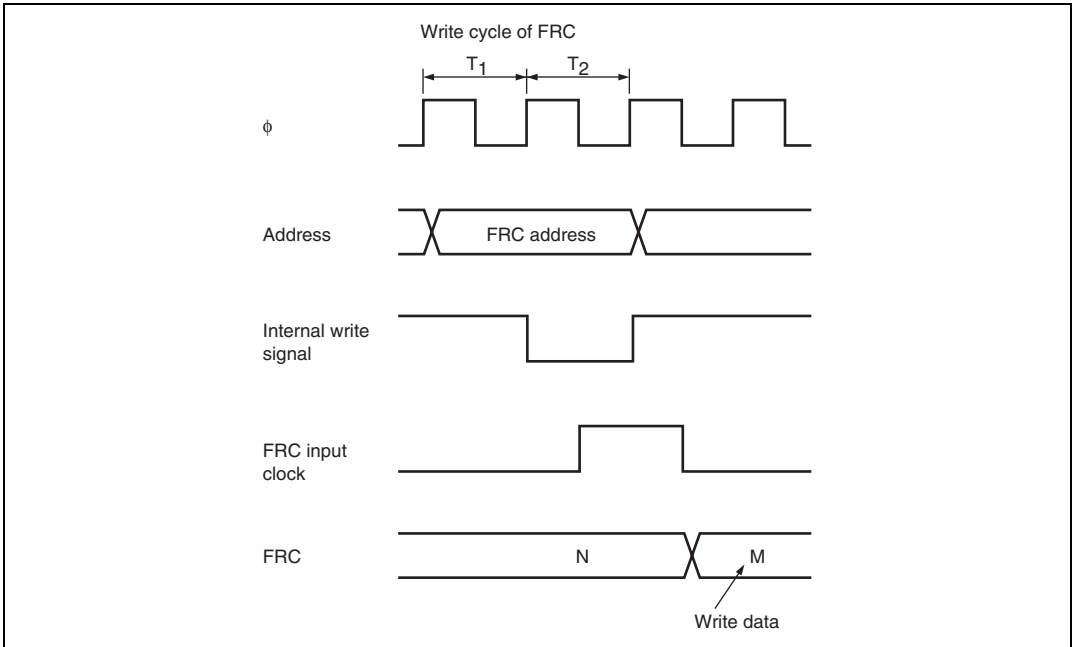 Write cycle of FRC
T1
T2
φ
Address
FRC address
Internal write
signal
FRC input
clock
FRC
N
M
Write data